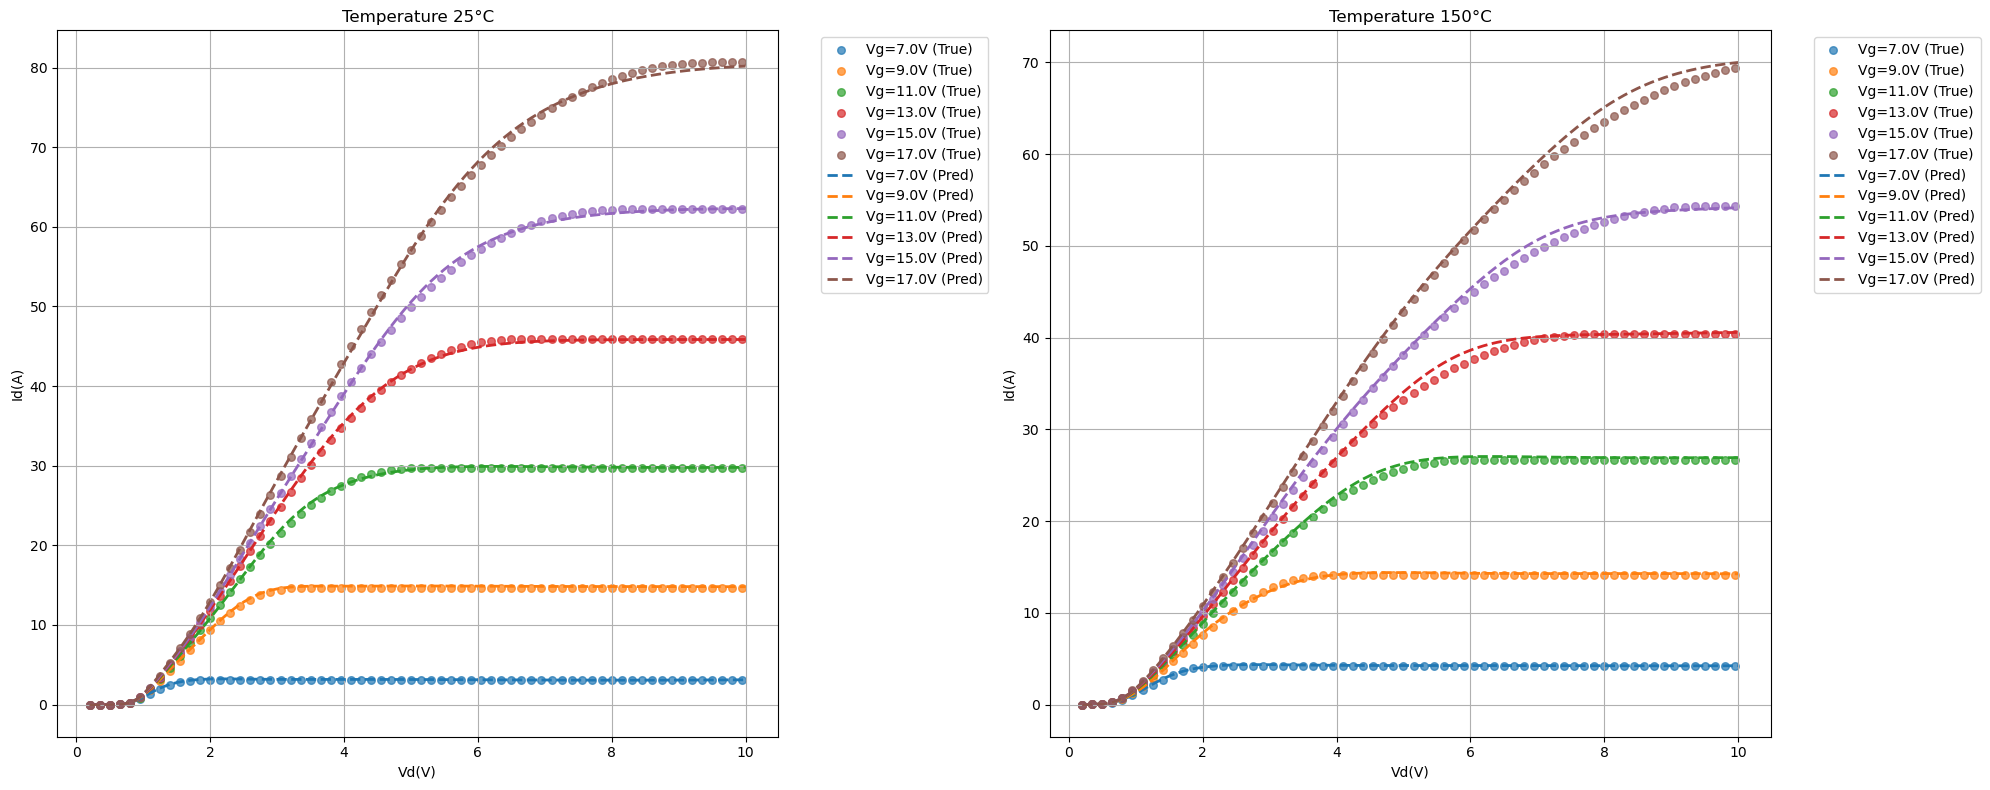 Temperature 25°C
80
70
60
50
40
30
20
10
0
0 2 4 6 8 10
Id(A)
Vd(V)
Vg=7.0V (True)
Vg=9.0V (True)
Vg=11.0V (True)
Vg=13.0V (True)
Vg=15.0V (True)
Vg=17.0V (True)
Vg=7.0V (Pred)
Vg=9.0V (Pred)
Vg=11.0V (Pred)
Vg=13.0V (Pred)
Vg=15.0V (Pred)
Vg=17.0V (Pred)
Temperature 150°C
70
60
50
40
30
20
10
0
0 2 4 6 8 10
Id(A)
Vd(V)
Vg=7.0V (True)
Vg=9.0V (True)
Vg=11.0V (True)
Vg=13.0V (True)
Vg=15.0V (True)
Vg=17.0V (True)
Vg=7.0V (Pred)
Vg=9.0V (Pred)
Vg=11.0V (Pred)
Vg=13.0V (Pred)
Vg=15.0V (Pred)
Vg=17.0V (Pred)